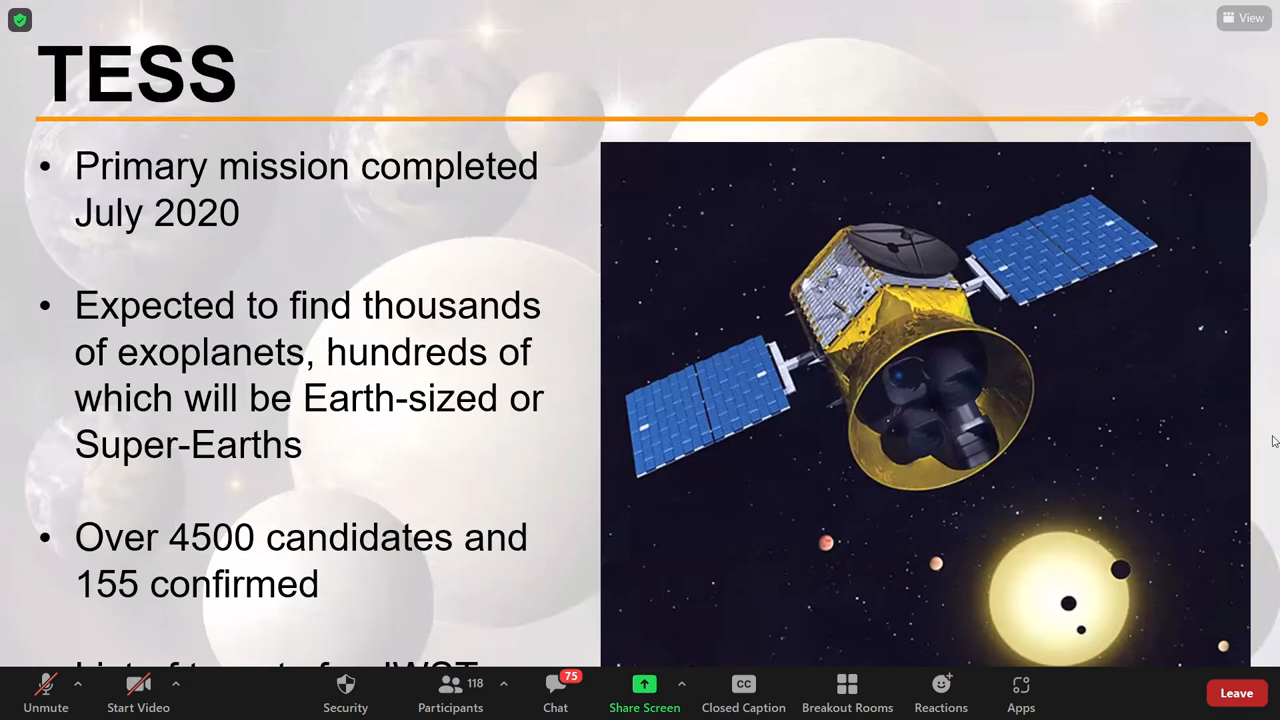 View
TESS
• Primary mission completed
July 2020
• Expected to find thousands
of exoplanets, hundreds of
which will be Earth-sized or
Super-Earths
• Over 4500 candidates and
155 confirmed
75
118
CC
Unmute
Start Video
Security
Participants
Chat
Share Screen
Closed Caption
Breakout Rooms
Reactions
Apps
Leave